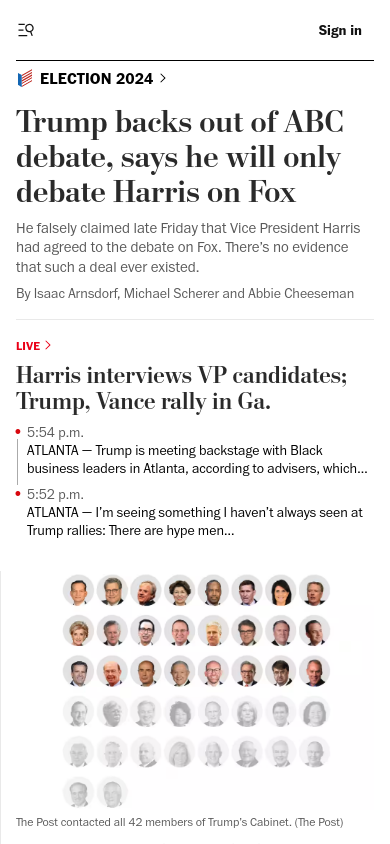 Sign in
ELECTION 2024
Trump backs out of ABC
debate, says he will only
debate Harris on Fox
He falsely claimed late Friday that Vice President Harris
had agreed to the debate on Fox. There’s no evidence
that such a deal ever existed.
By Isaac Arnsdorf, Michael Scherer and Abbie Cheeseman
LIVE
Harris interviews VP candidates;
Trump, Vance rally in Ga.
5:54 p.m.
ATLANTA — Trump is meeting backstage with Black
business leaders in Atlanta, according to advisers, which...
5:52 p.m.
ATLANTA — I’m seeing something I haven’t always seen at
Trump rallies: There are hype men...
The Post contacted all 42 members of Trump’s Cabinet. (The Post)